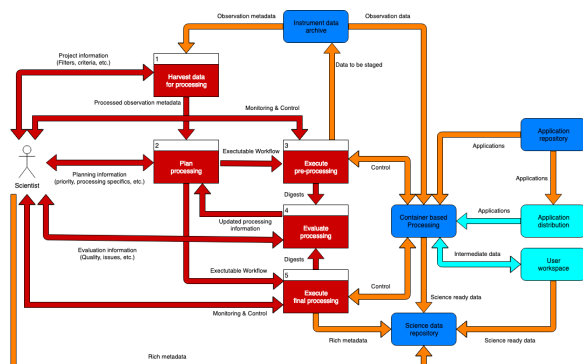 Observation metadata
Instrument data
archive
Observation data
Project information
(Filters, criteria, etc.)
1
Harvest data
for processing
Data to be staged
Processed observation metadata
Monitoring & Control
Application
repository
Applications
2
Plan
processing
Executable Workflow
3
Execute
pre-processing
Scientist
Planning information
(priority, processing specifics, etc.)
Control
Applications
Digests
4
Evaluate
processing
Updated processing
information
Container based
Processing
Applications
Application
distribution
Evaluation information
(Quality, issues, etc.)
Digests
Intermediate data
User
workspace
5
Execute
final processing
Exectutable Workflow
Control
Science ready data
Monitoring & Control
Rich metadata
Science data
repository
Science ready data
Rich metadata